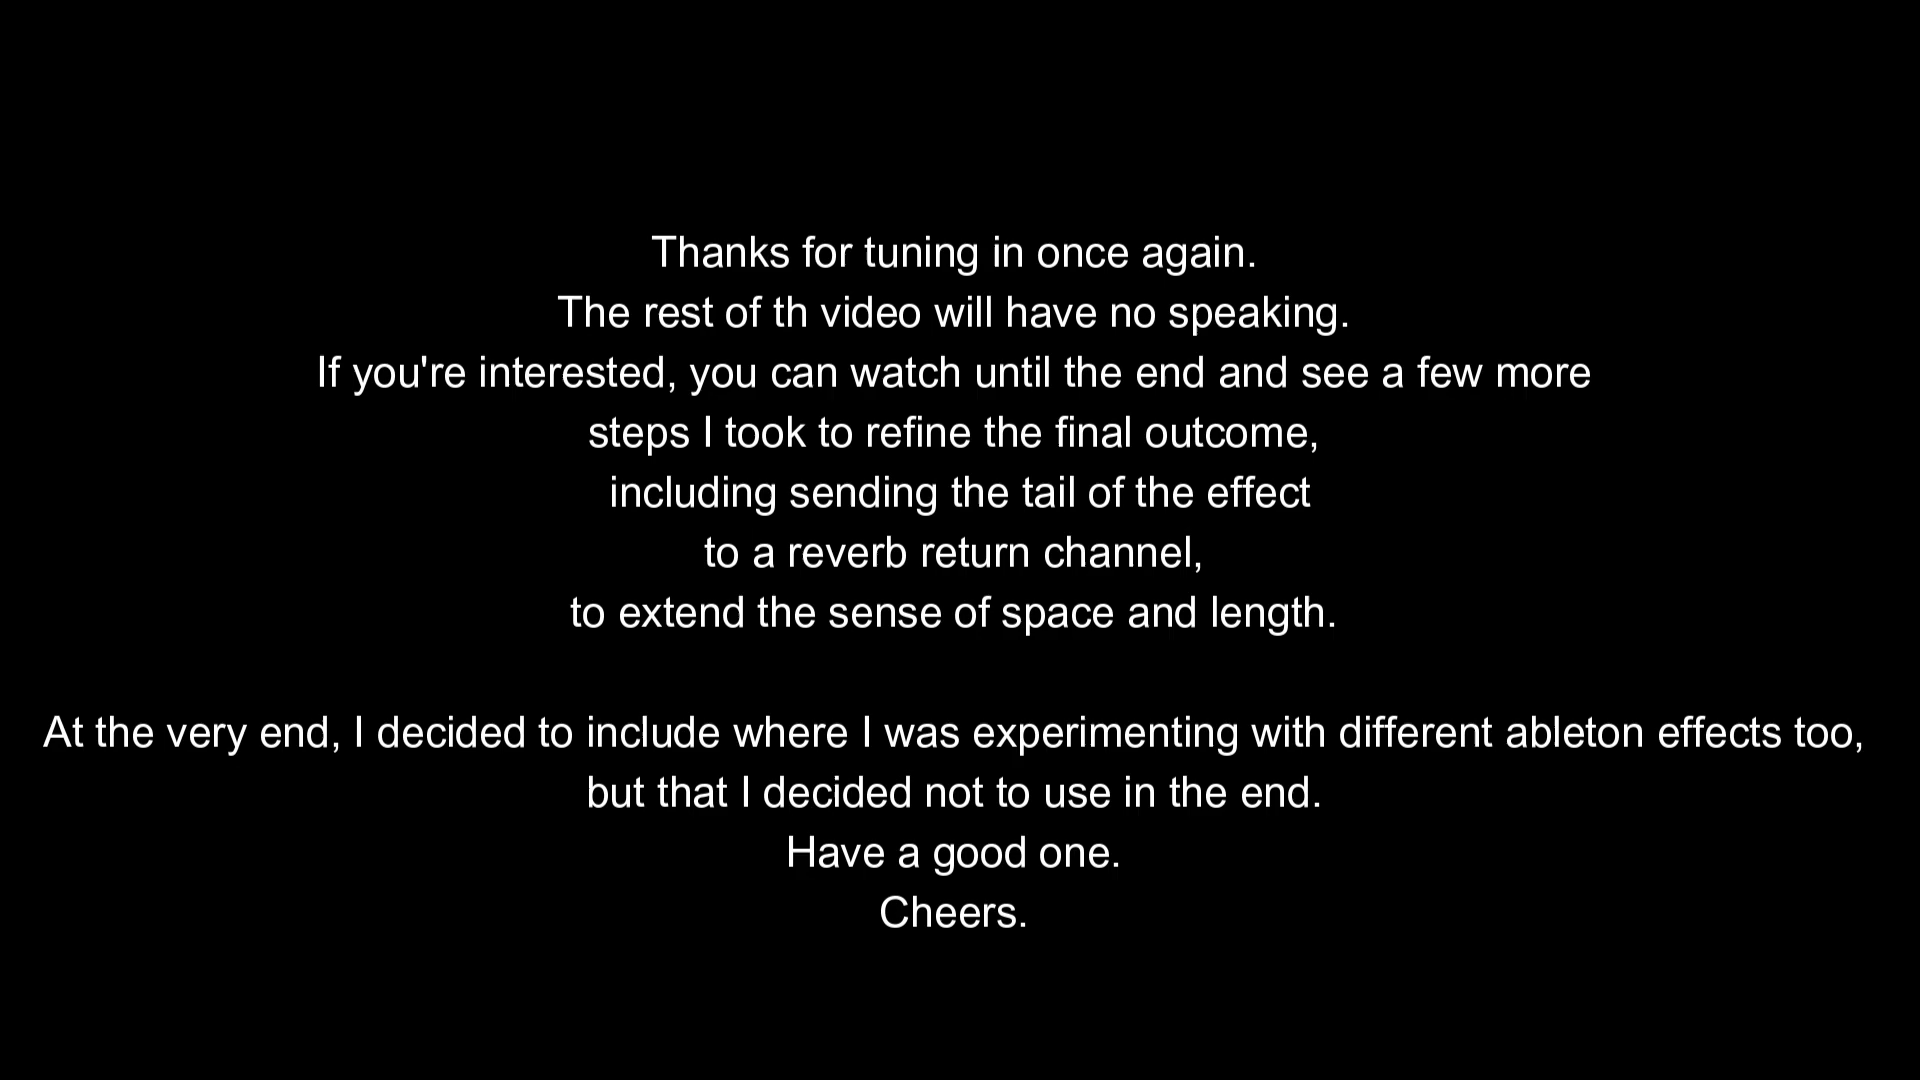 Thanks for tuning in once again.
The rest of th video will have no speaking.
If you're interested, you can watch until the end and see a few more
steps I took to refine the final outcome,
including sending the tail of the effect
to a reverb return channel,
to extend the sense of space and length.
At the very end, I decided to include where I was experimenting with different ableton effects too,
but that I decided not to use in the end.
Have a good one.
Cheers.